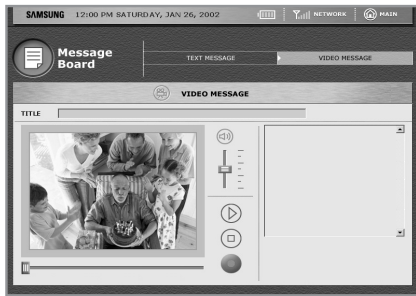 SAMSUNG 12:00 PM SATURDAY, JAN 26, 2002 NETWORK MAIN
Message
Board
TEXT MESSAGE VIDEO MESSAGE
VIDEO MESSAGE
TITLE